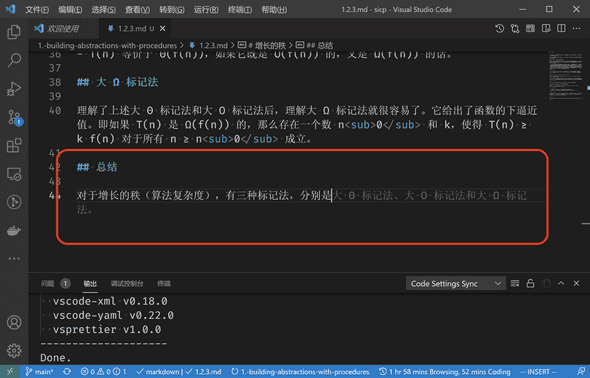 文件(F) 编辑(E) 选择(S) 查看(V) 转到(G) 运行(R) 终端(T) 帮助(H) 1.2.3.md - sicp - Visual Studio Code
欢迎使用 1.2.3.md U
1.-building-abstractions-with-procedures > 1.2.3.md > # 增长的秩 > ## 总结
36 - T(n) 等价于 Θ(f(n)), 如果它既是 O(f(n)) 的, 又是 Ω(f(n)) 的话。
37
38 ## 大 Ω 标记法
39
40 理解了上述大 Θ 标记法和大 O 标记法后, 理解大 Ω 标记法就很容易了。它给出了函数的下逼近
值。即如果 T(n) 是 Ω(f(n)) 的, 那么存在一个数 n<sub>0</sub> 和 k, 使得 T(n) ≥
k f(n) 对于所有 n ≥ n<sub>0</sub> 成立。
41
42 ## 总结
43
44 对于增长的秩（算法复杂度）, 有三种标记法, 分别是大 Θ 标记法、大 O 标记法和大 Ω 标记
法。
问题 1 输出 调试控制台 终端 Code Settings Sync
vscode-xml v0.18.0
vscode-yaml v0.22.0
vsprettier v1.0.0
--------------------
Done.
main* 0 0 1 markdown | 1.2.3.md 1.-building-abstractions-with-procedures 1 hr 58 mins Browsing, 52 mins Coding -- INSERT --